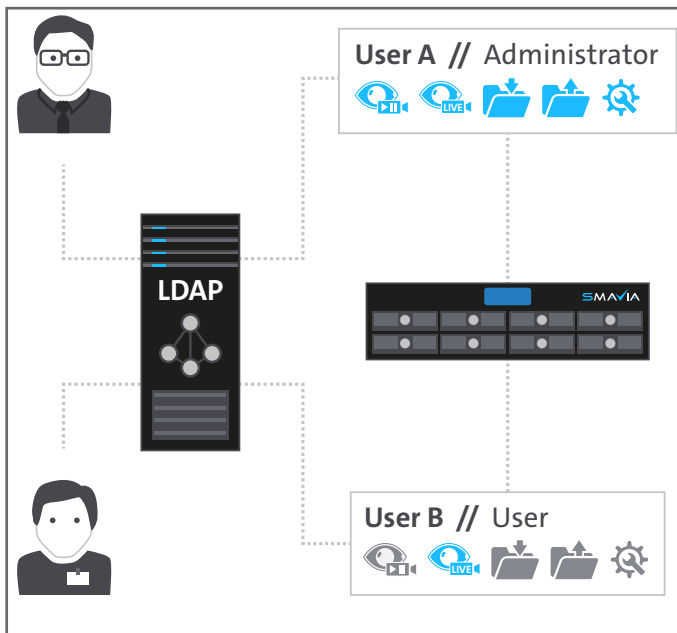 User A // Administrator
LIVE
LDAP
SMAVIA
User B // User
LIVE